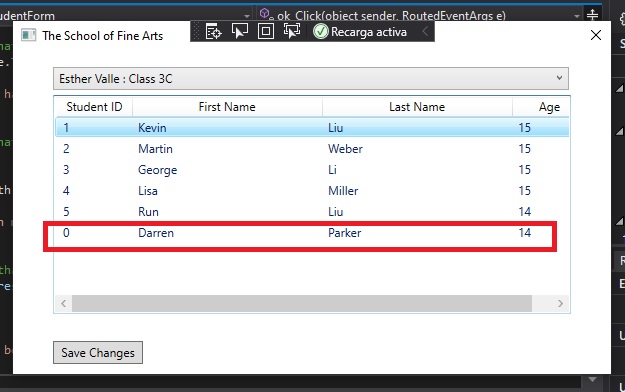 udentForm
ok_Click(object sender, RoutedEventArgs e)
The School of Fine Arts
Recarga activa
Esther Valle : Class 3C
Student ID First Name Last Name Age
1 Kevin Liu 15
2 Martin Weber 15
3 George Li 15
4 Lisa Miller 15
5 Run Liu 14
0 Darren Parker 14
Save Changes